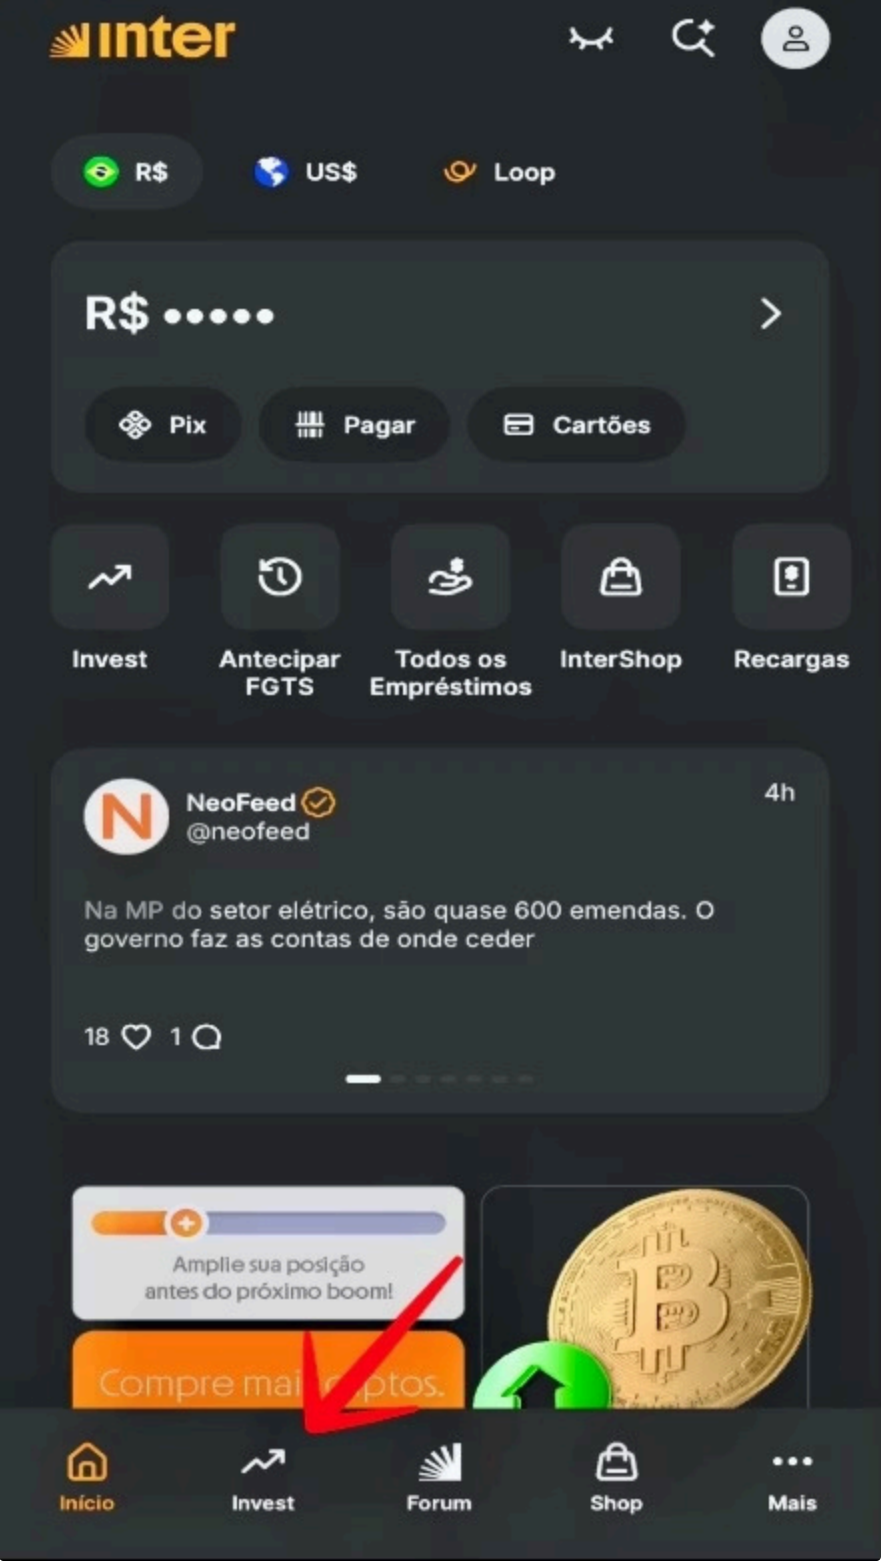 inter
R$
US$
Loop
R$ •••••
Pix
Pagar
Cartões
Invest
Antecipar
FGTS
Todos os
Empréstimos
InterShop
Recargas
NeoFeed
@neofeed
4h
Na MP do setor elétrico, são quase 600 emendas. O
governo faz as contas de onde ceder
18
1
Amplie sua posição
antes do próximo boom!
Compre mai
Início
Invest
Forum
Shop
Mais